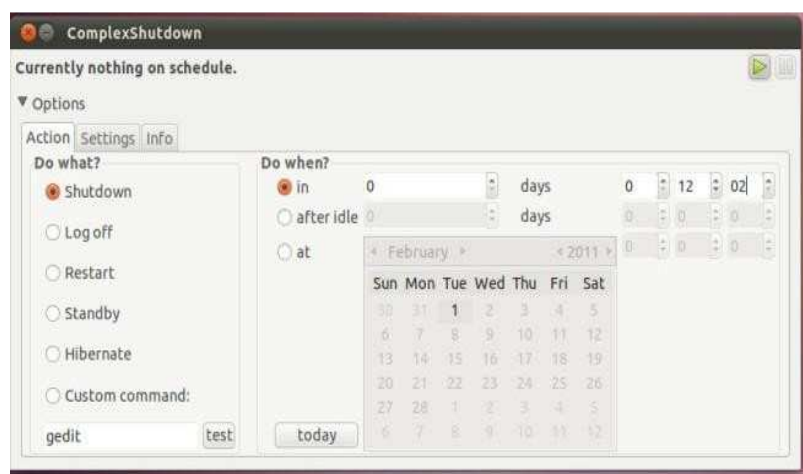 ComplexShutdown
Currently nothing on schedule.
Options
Action Settings Info
Do what?
Shutdown
Log off
Restart
Standby
Hibernate
Custom command:
gedit test
Do when?
in 0 days 0 12 02
after idle 0 days 0 0 0
at February 2011 0 0 0
Sun Mon Tue Wed Thu Fri Sat
30 31 1 2 3 4 5
6 7 8 9 10 11 12
13 14 15 16 17 18 19
20 21 22 23 24 25 26
27 28 1 2 3 4 5
6 7 8 9 10 11 12
today